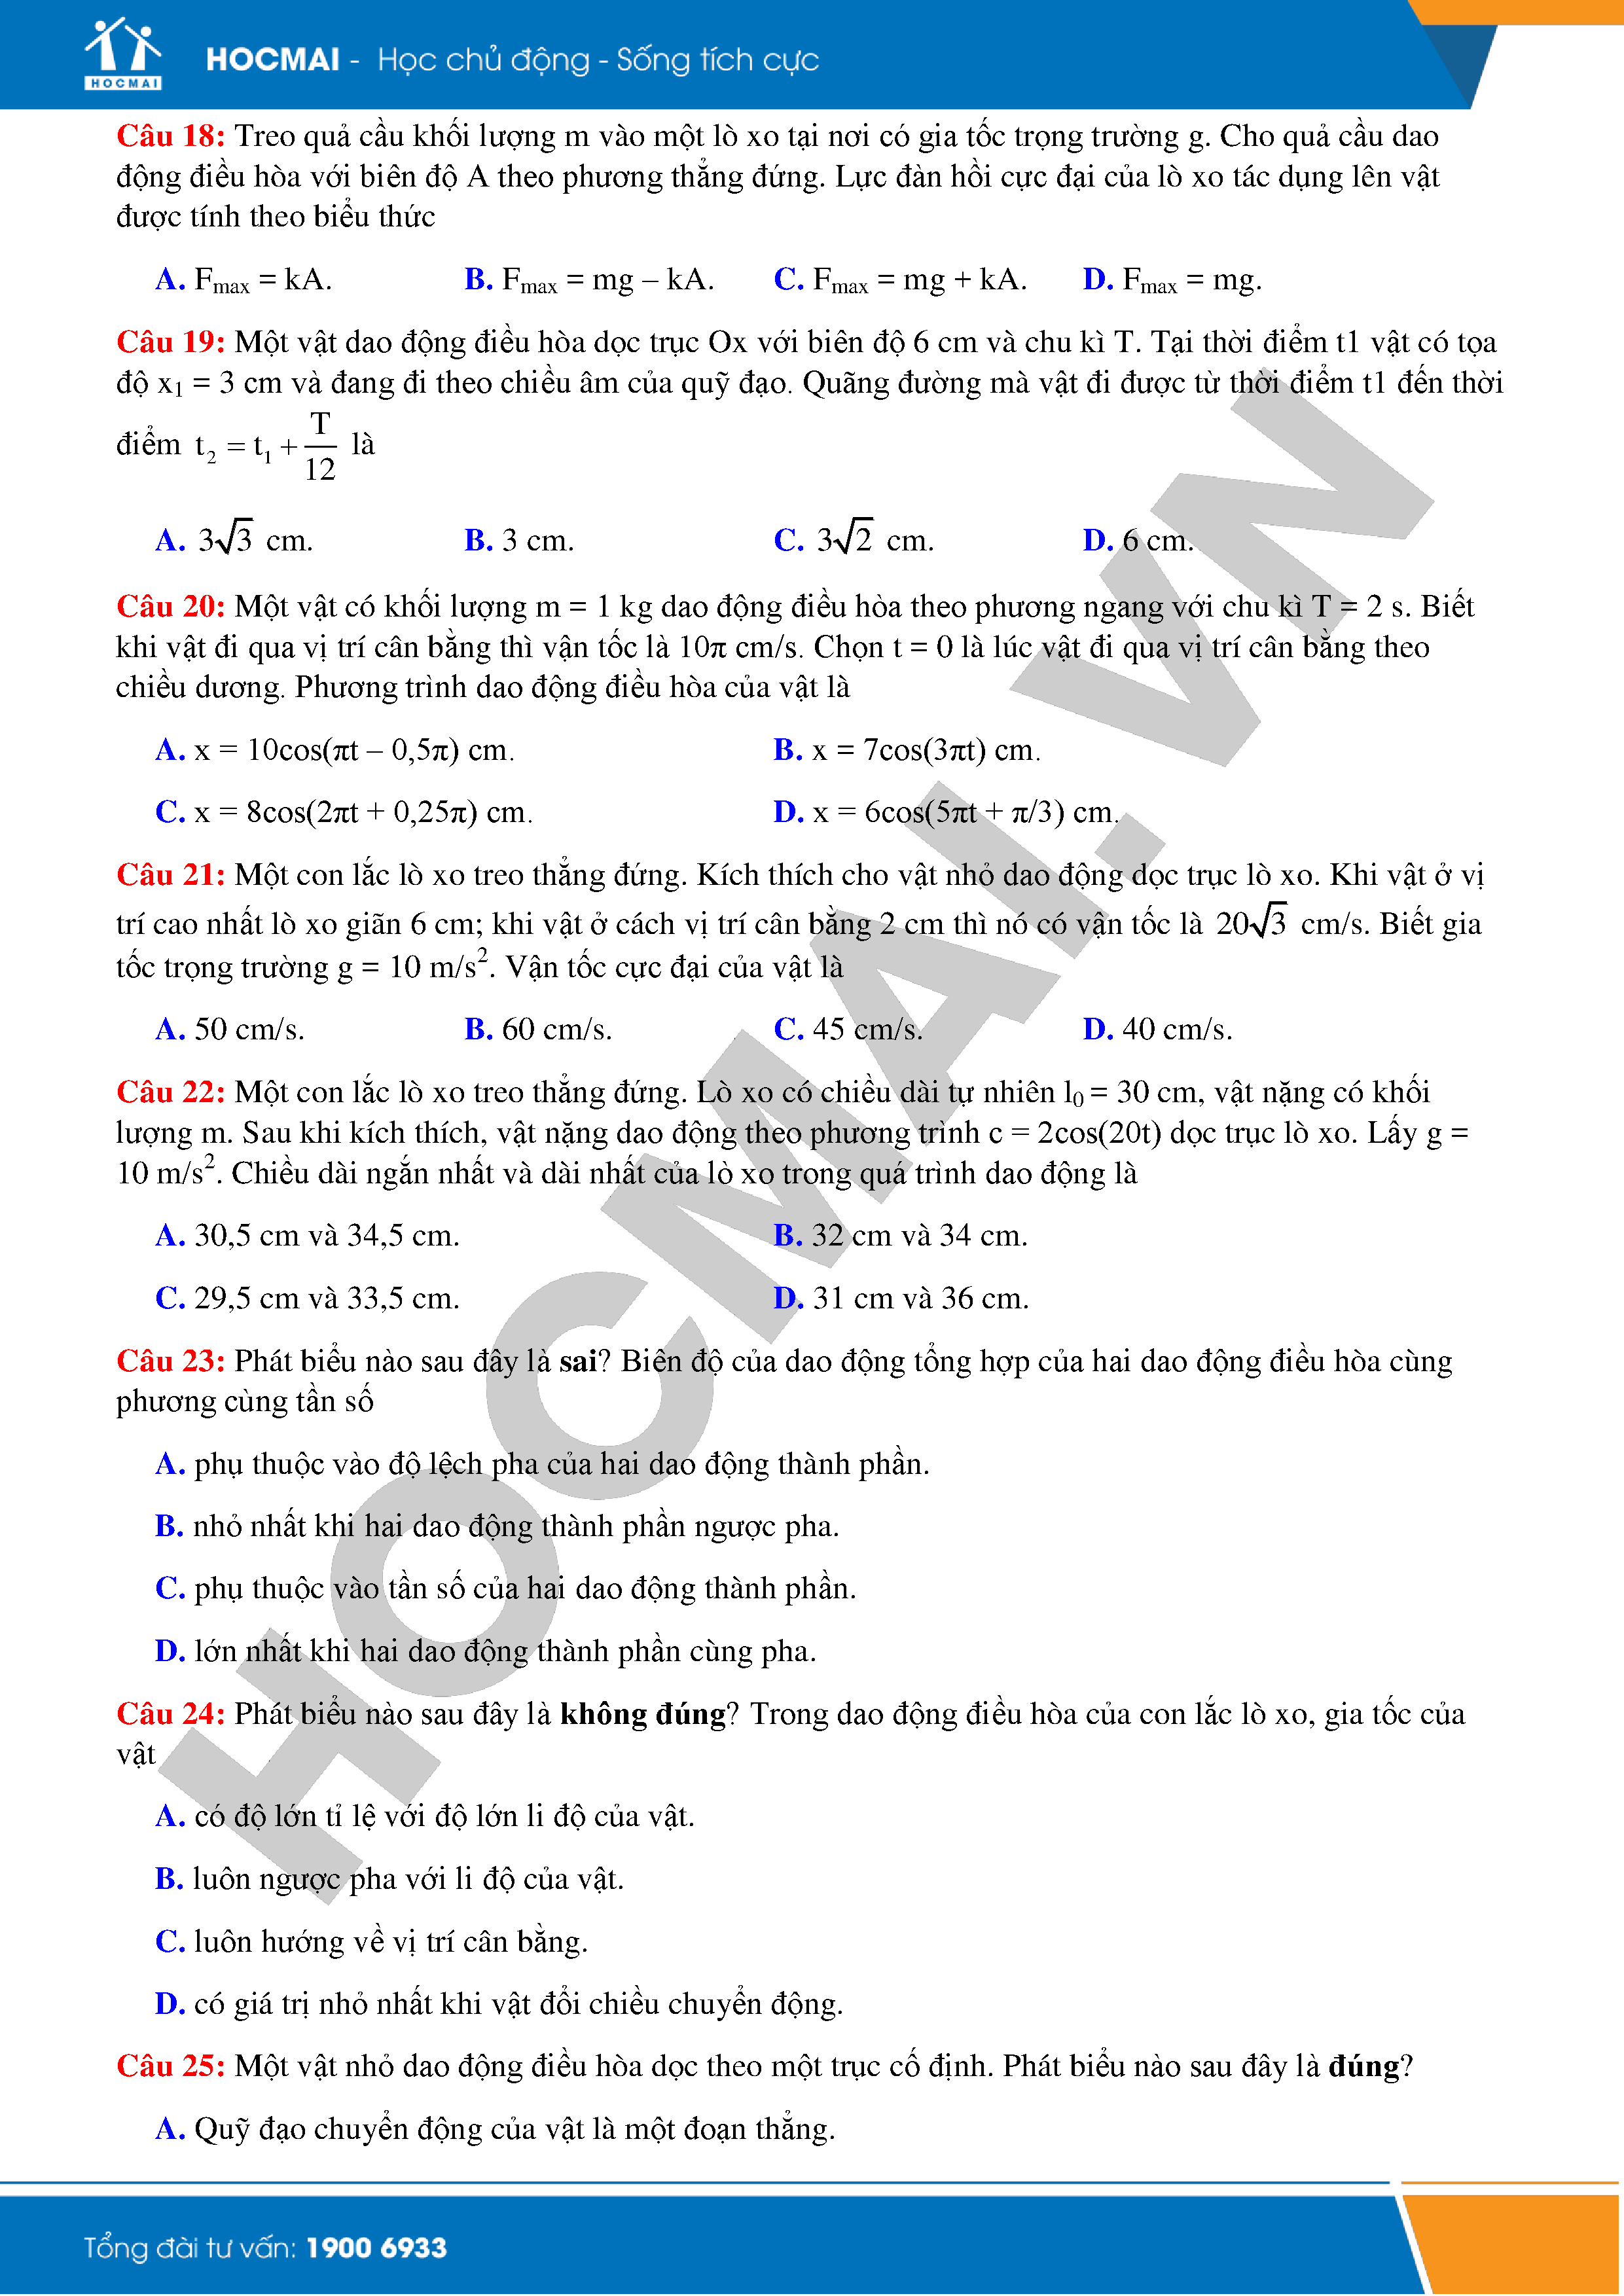 HOCMAI
HOCMAI - Học chủ động - Sống tích cực
Câu 18: Treo quả cầu khối lượng m vào một lò xo tại nơi có gia tốc trọng trường g. Cho quả cầu dao
động điều hòa với biên độ A theo phương thẳng đứng. Lực đàn hồi cực đại của lò xo tác dụng lên vật
được tính theo biểu thức
A. Fmax = kA. B. Fmax = mg – kA. C. Fmax = mg + kA. D. Fmax = mg.
Câu 19: Một vật dao động điều hòa dọc trục Ox với biên độ 6 cm và chu kì T. Tại thời điểm t1 vật có tọa
độ x₁ = 3 cm và đang đi theo chiều âm của quỹ đạo. Quãng đường mà vật đi được từ thời điểm t1 đến thời
điểm t₂ = t₁ + T/12 là
A. 3√3 cm. B. 3 cm. C. 3√2 cm. D. 6 cm.
Câu 20: Một vật có khối lượng m = 1 kg dao động điều hòa theo phương ngang với chu kì T = 2 s. Biết
khi vật đi qua vị trí cân bằng thì vận tốc là 10π cm/s. Chọn t = 0 là lúc vật đi qua vị trí cân bằng theo
chiều dương. Phương trình dao động điều hòa của vật là
A. x = 10cos(πt – 0,5π) cm. B. x = 7cos(3πt) cm.
C. x = 8cos(2πt + 0,25π) cm. D. x = 6cos(5πt + π/3) cm.
Câu 21: Một con lắc lò xo treo thẳng đứng. Kích thích cho vật nhỏ dao động dọc trục lò xo. Khi vật ở vị
trí cao nhất lò xo giãn 6 cm; khi vật ở cách vị trí cân bằng 2 cm thì nó có vận tốc là 20√3 cm/s. Biết gia
tốc trọng trường g = 10 m/s². Vận tốc cực đại của vật là
A. 50 cm/s. B. 60 cm/s. C. 45 cm/s. D. 40 cm/s.
Câu 22: Một con lắc lò xo treo thẳng đứng. Lò xo có chiều dài tự nhiên l₀ = 30 cm, vật nặng có khối
lượng m. Sau khi kích thích, vật nặng dao động theo phương trình c = 2cos(20t) dọc trục lò xo. Lấy g =
10 m/s². Chiều dài ngắn nhất và dài nhất của lò xo trong quá trình dao động là
A. 30,5 cm và 34,5 cm. B. 32 cm và 34 cm.
C. 29,5 cm và 33,5 cm. D. 31 cm và 36 cm.
Câu 23: Phát biểu nào sau đây là sai? Biên độ của dao động tổng hợp của hai dao động điều hòa cùng
phương cùng tần số
A. phụ thuộc vào độ lệch pha của hai dao động thành phần.
B. nhỏ nhất khi hai dao động thành phần ngược pha.
C. phụ thuộc vào tần số của hai dao động thành phần.
D. lớn nhất khi hai dao động thành phần cùng pha.
Câu 24: Phát biểu nào sau đây là không đúng? Trong dao động điều hòa của con lắc lò xo, gia tốc của
vật
A. có độ lớn tỉ lệ với độ lớn li độ của vật.
B. luôn ngược pha với li độ của vật.
C. luôn hướng về vị trí cân bằng.
D. có giá trị nhỏ nhất khi vật đổi chiều chuyển động.
Câu 25: Một vật nhỏ dao động điều hòa dọc theo một trục cố định. Phát biểu nào sau đây là đúng?
A. Quỹ đạo chuyển động của vật là một đoạn thẳng.
HOCMAI.VN
Tổng đài tư vấn: 1900 6933